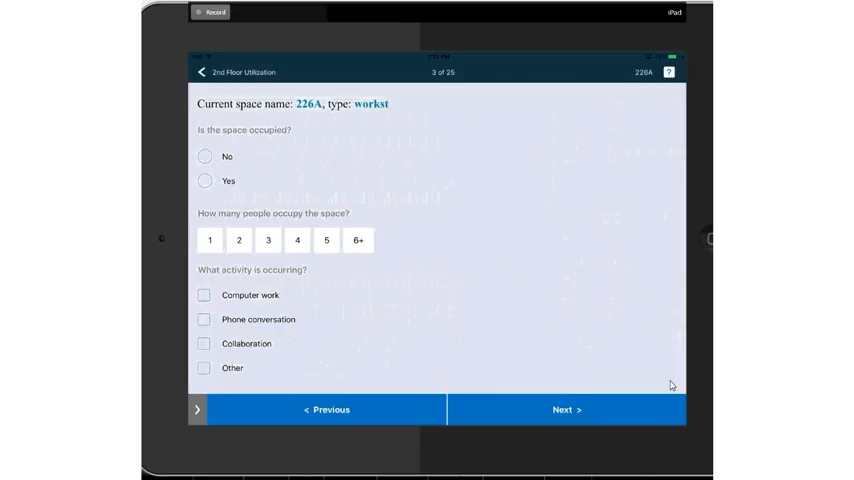 Record
iPad
2nd Floor Utilization
3 of 25
226A
?
Current space name: 226A, type: workst
Is the space occupied?
No
Yes
How many people occupy the space?
1 2 3 4 5 6+
What activity is occurring?
Computer work
Phone conversation
Collaboration
Other
< Previous
Next >